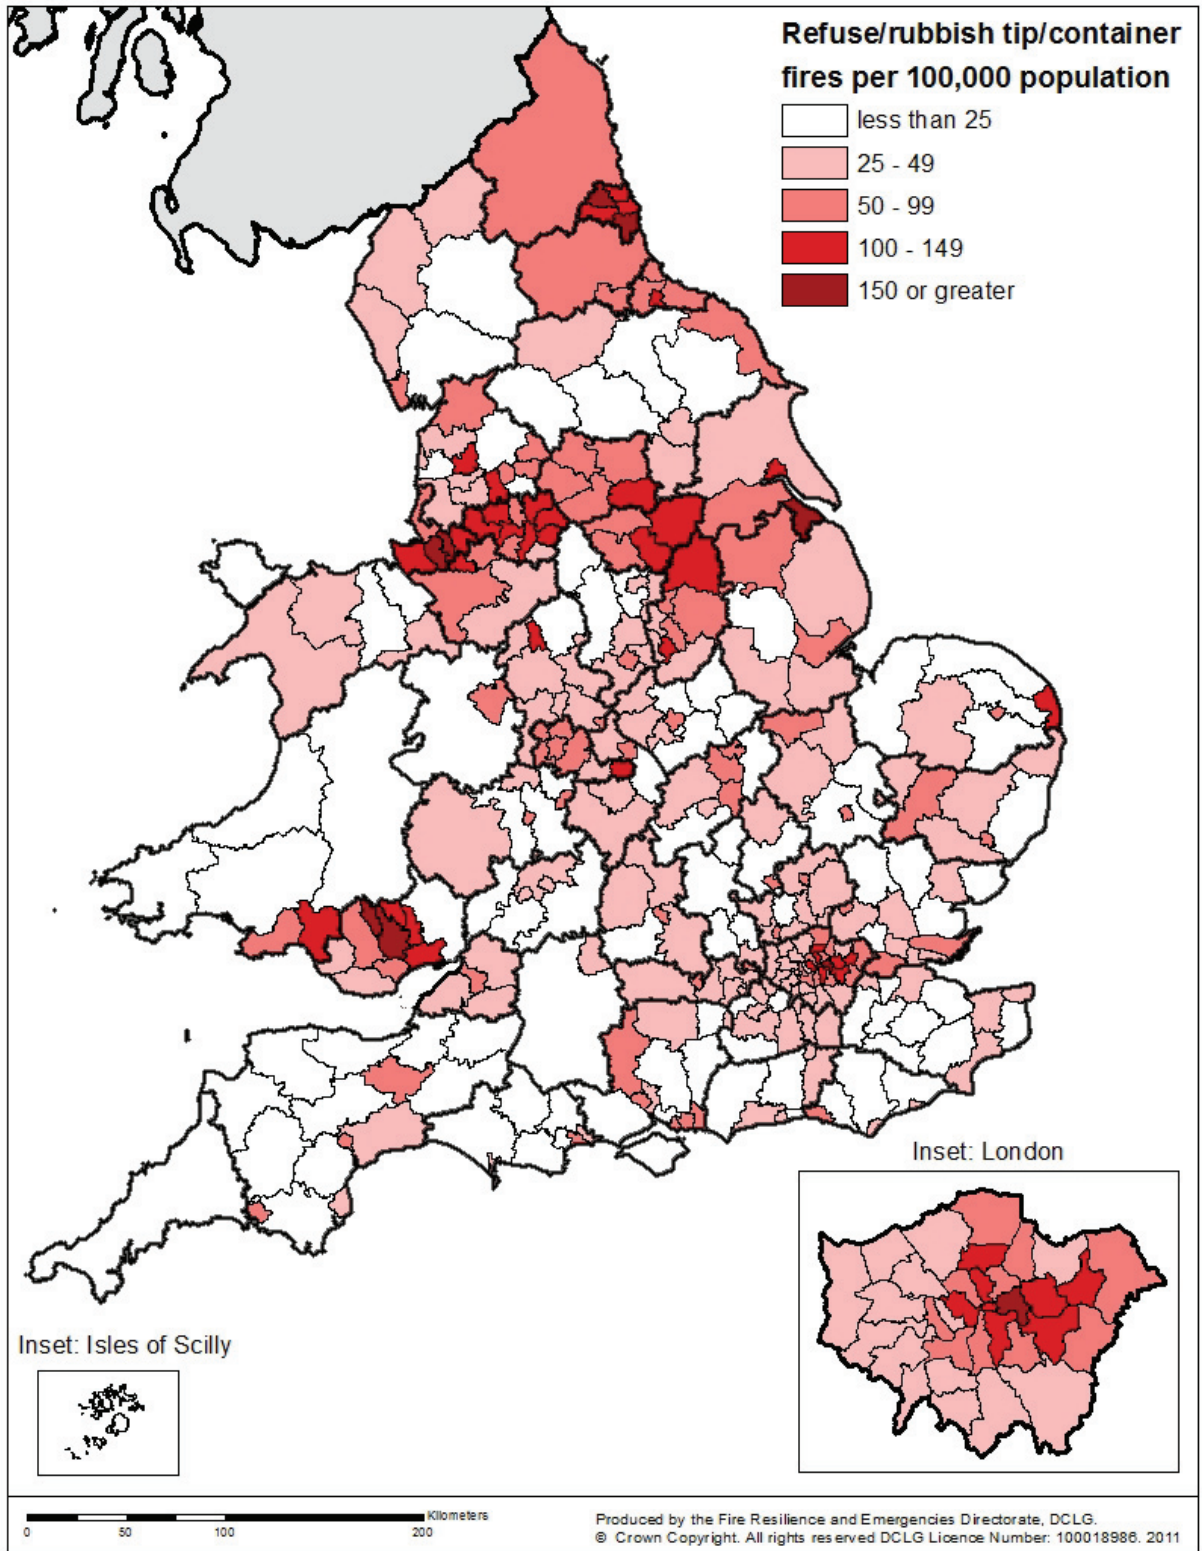 Refuse/rubbish tip/container
fires per 100,000 population
less than 25
25 - 49
50 - 99
100 - 149
150 or greater
Inset: London
Inset: Isles of Scilly
Kilometers
0 50 100 200
Produced by the Fire Resilience and Emergencies Directorate, DCLG.
© Crown Copyright. All rights reserved DCLG Licence Number: 100018986. 2011